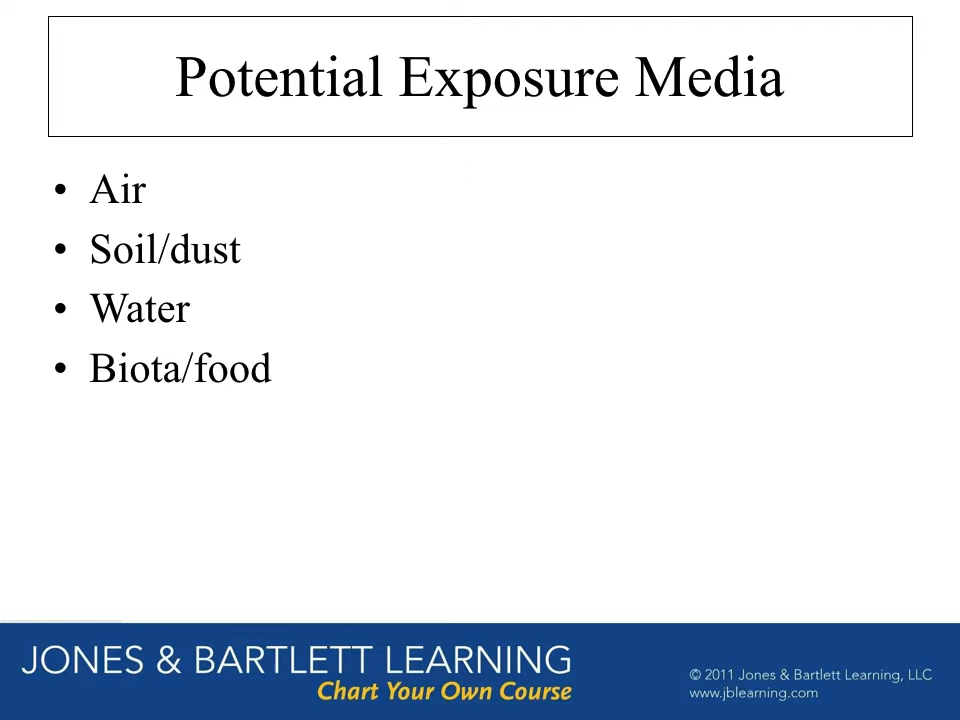 Potential Exposure Media
• Air
• Soil/dust
• Water
• Biota/food
JONES & BARTLETT LEARNING
Chart Your Own Course
© 2011 Jones & Bartlett Learning, LLC
www.jblearning.com